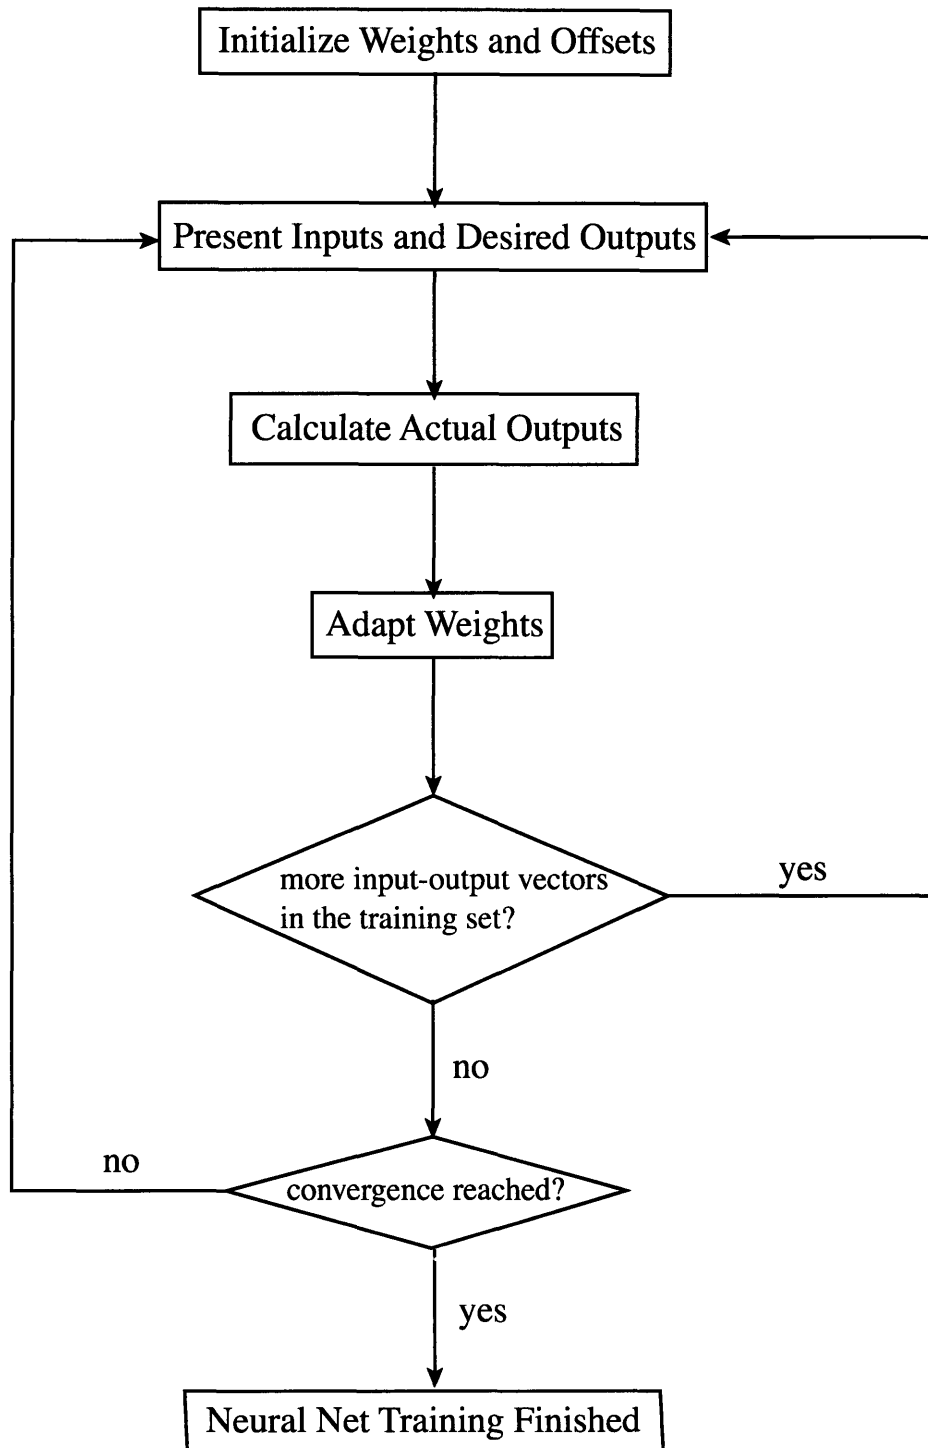 Initialize Weights and Offsets
Present Inputs and Desired Outputs
Calculate Actual Outputs
Adapt Weights
more input-output vectors
in the training set?
yes
no
convergence reached?
no
yes
Neural Net Training Finished